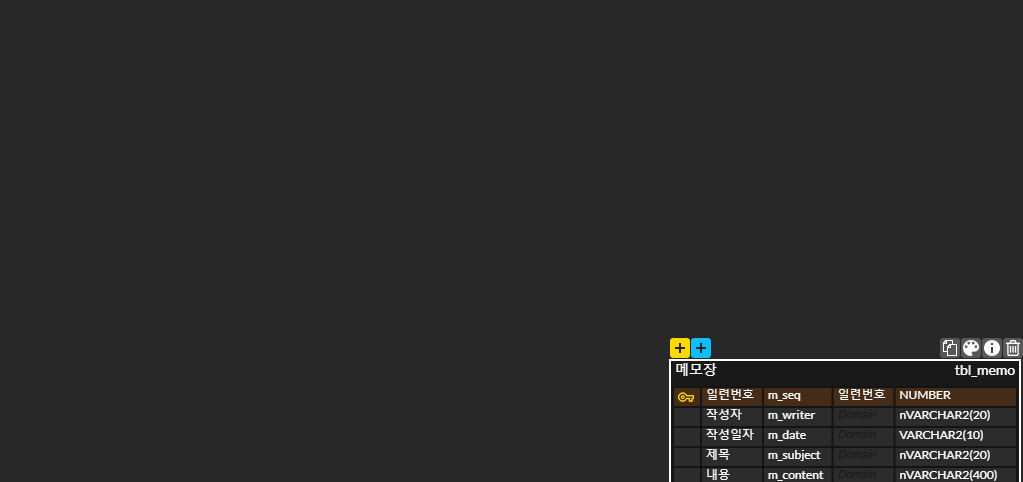 메모장 tbl_memo
일련번호 m_seq 일련번호 NUMBER
작성자 m_writer Domain nVARCHAR2(20)
작성일자 m_date Domain VARCHAR2(10)
제목 m_subject Domain nVARCHAR2(20)
내용 m_content Domain nVARCHAR2(400)